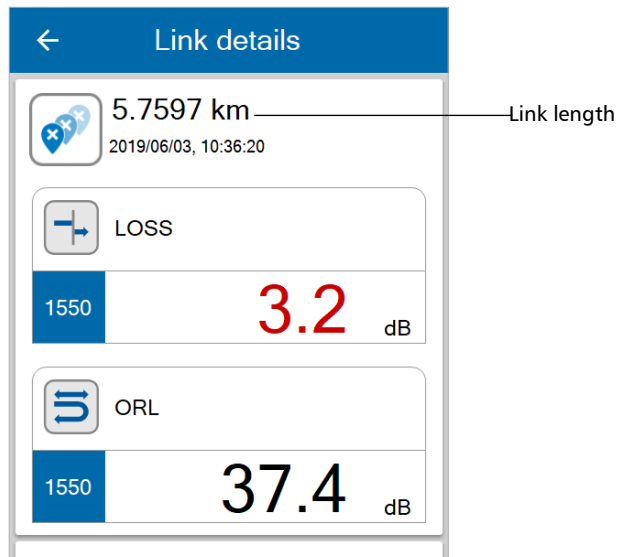 Link details
5.7597 km
Link length
2019/06/03, 10:36:20
LOSS
1550
3.2 dB
ORL
1550
37.4 dB